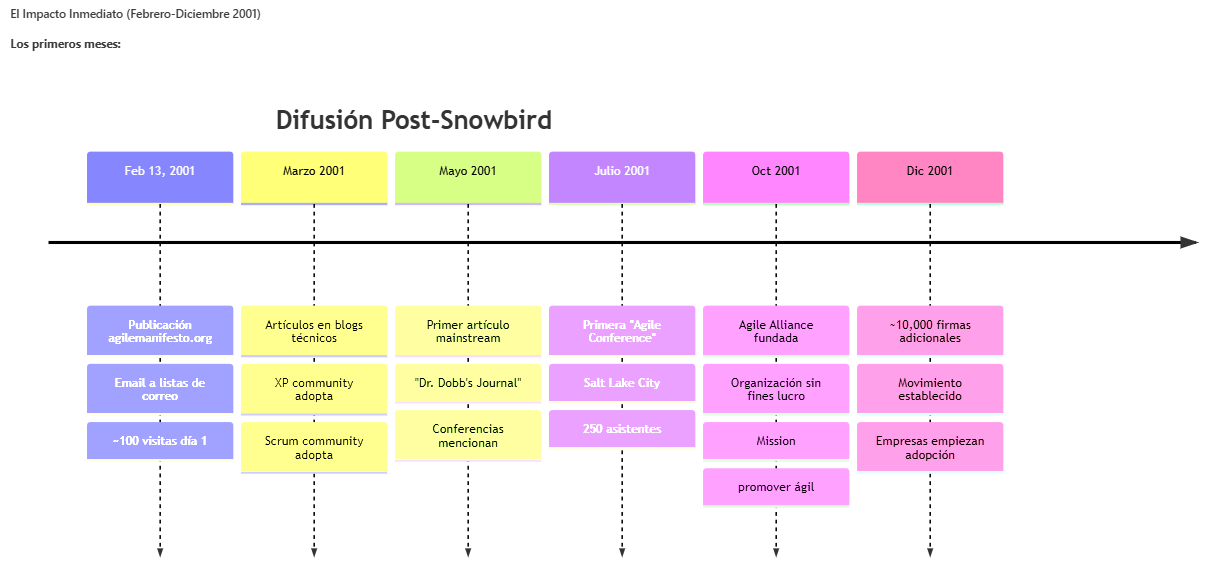 El Impacto Inmediato (Febrero-Diciembre 2001)
Los primeros meses:
Difusión Post-Snowbird
Feb 13, 2001
Marzo 2001
Mayo 2001
Julio 2001
Oct 2001
Dic 2001
Publicación
agilemanifesto.org
Email a listas de
correo
~100 visitas día 1
Artículos en blogs
técnicos
XP community
adopta
Scrum community
adopta
Primer artículo
mainstream
"Dr. Dobb's Journal"
Conferencias
mencionan
Primera "Agile
Conference"
Salt Lake City
250 asistentes
Agile Alliance
fundada
Organización sin
fines lucro
Mission
promover ágil
~10,000 firmas
adicionales
Movimiento
establecido
Empresas empiezan
adopción